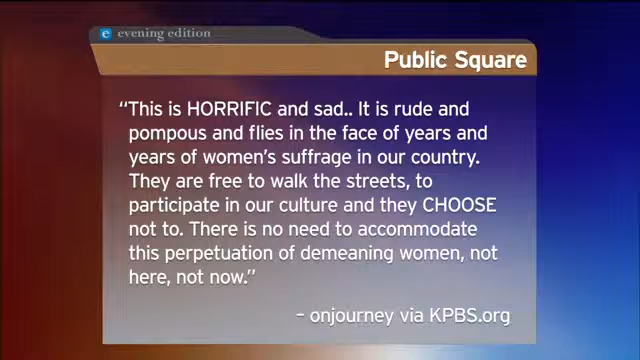 e evening edition
Public Square
“This is HORRIFIC and sad.. It is rude and
pompous and flies in the face of years and
years of women’s suffrage in our country.
They are free to walk the streets, to
participate in our culture and they CHOOSE
not to. There is no need to accommodate
this perpetuation of demeaning women, not
here, not now.”
– onjourney via KPBS.org